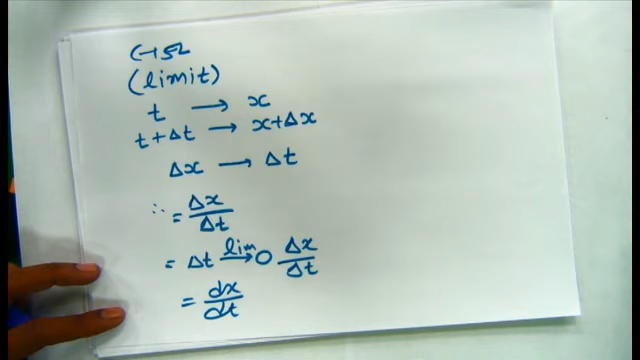 (limit)
t → x
t + Δt → x + Δx
Δx → Δt
∴ = Δx/Δt
= Δt lim→ 0 Δx/Δt
= dx/dt